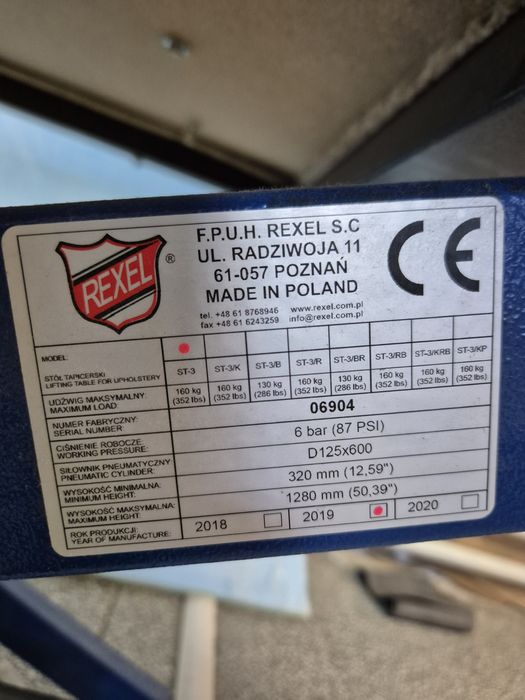 F.P.U.H. REXEL S.C
UL. RADZIWOJA 11
61-057 POZNAŃ
MADE IN POLAND
tel. +48 61 8768946 www.rexel.com.pl
fax +48 61 6243259 info@rexel.com.pl
REXEL ®
CE
MODEL:
STÓŁ TAPICERSKI
LIFTING TABLE FOR UPHOLSTERY
ST-3 ST-3/K ST-3/B ST-3/R ST-3/BR ST-3/RB ST-3/KRB ST-3/KP
UDŹWIG MAKSYMALNY:
MAXIMUM LOAD:
160 kg (352 lbs) 160 kg (352 lbs) 130 kg (286 lbs) 160 kg (352 lbs) 130 kg (286 lbs) 160 kg (352 lbs) 160 kg (352 lbs) 160 kg (352 lbs)
NUMER FABRYCZNY:
SERIAL NUMBER:
06904
CIŚNIENIE ROBOCZE:
WORKING PRESSURE:
6 bar (87 PSI)
SIŁOWNIK PNEUMATYCZNY
PNEUMATIC CYLINDER:
D125x600
WYSOKOŚĆ MINIMALNA:
MINIMUM HEIGHT:
320 mm (12,59")
WYSOKOŚĆ MAKSYMALNA:
MAXIMUM HEIGHT:
1280 mm (50,39")
ROK PRODUKCJI:
YEAR OF MANUFACTURE:
2018 2019 2020